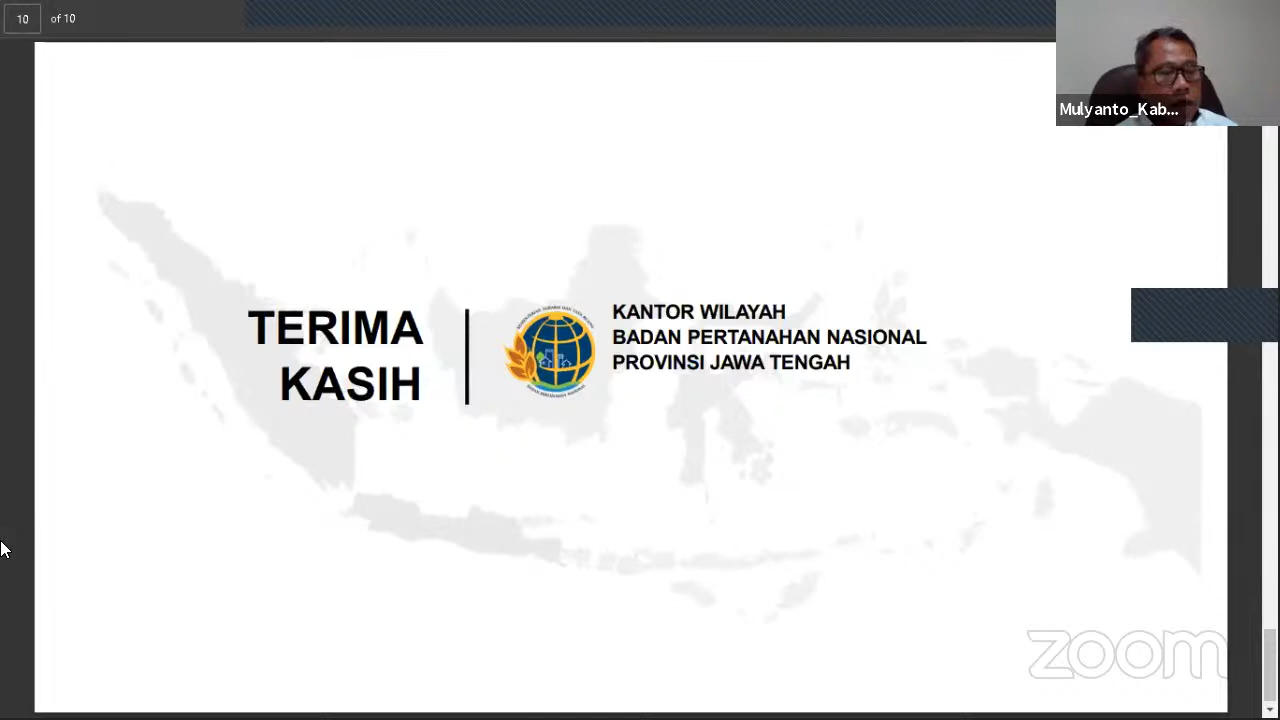 10 of 10
Mulyanto_Kab...
TERIMA
KASIH
KANTOR WILAYAH
BADAN PERTANAHAN NASIONAL
PROVINSI JAWA TENGAH
zoom